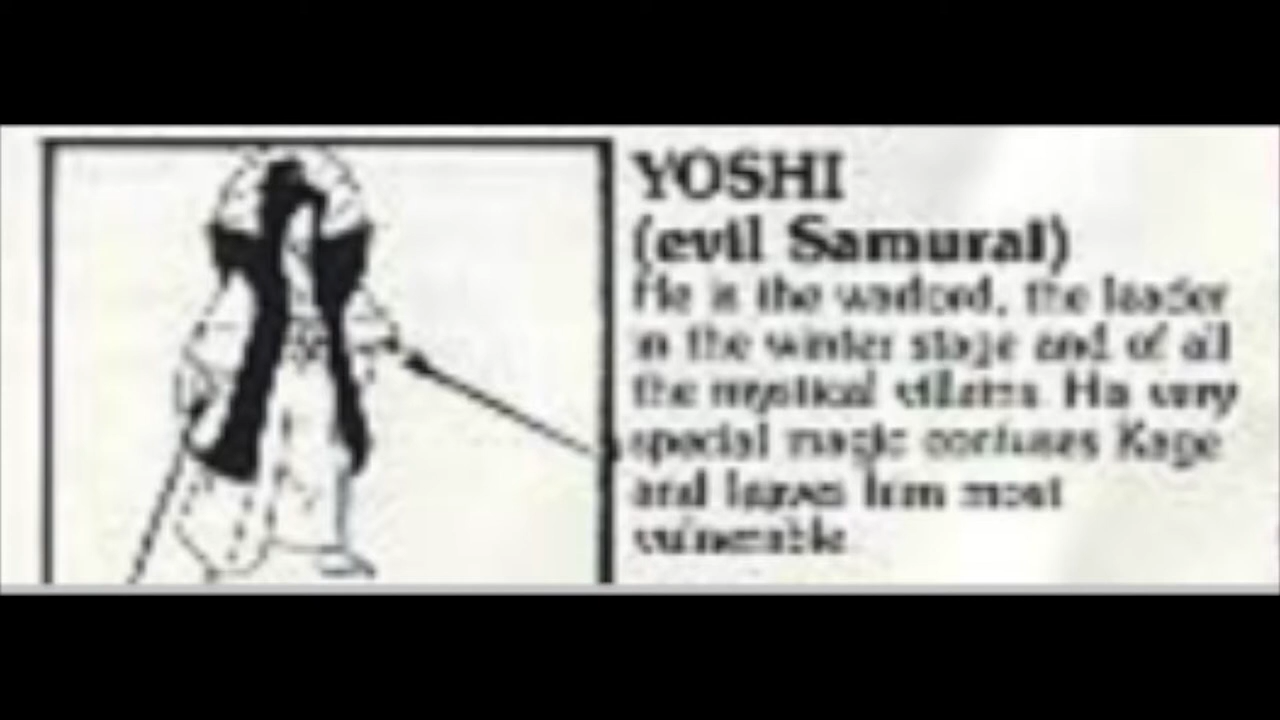 YOSHI
(evil Samurai)
He is the warlord, the leader
in the winter stage and of all
the mystical villains. His very
special magic confuses Kage
and leaves him most
vulnerable.